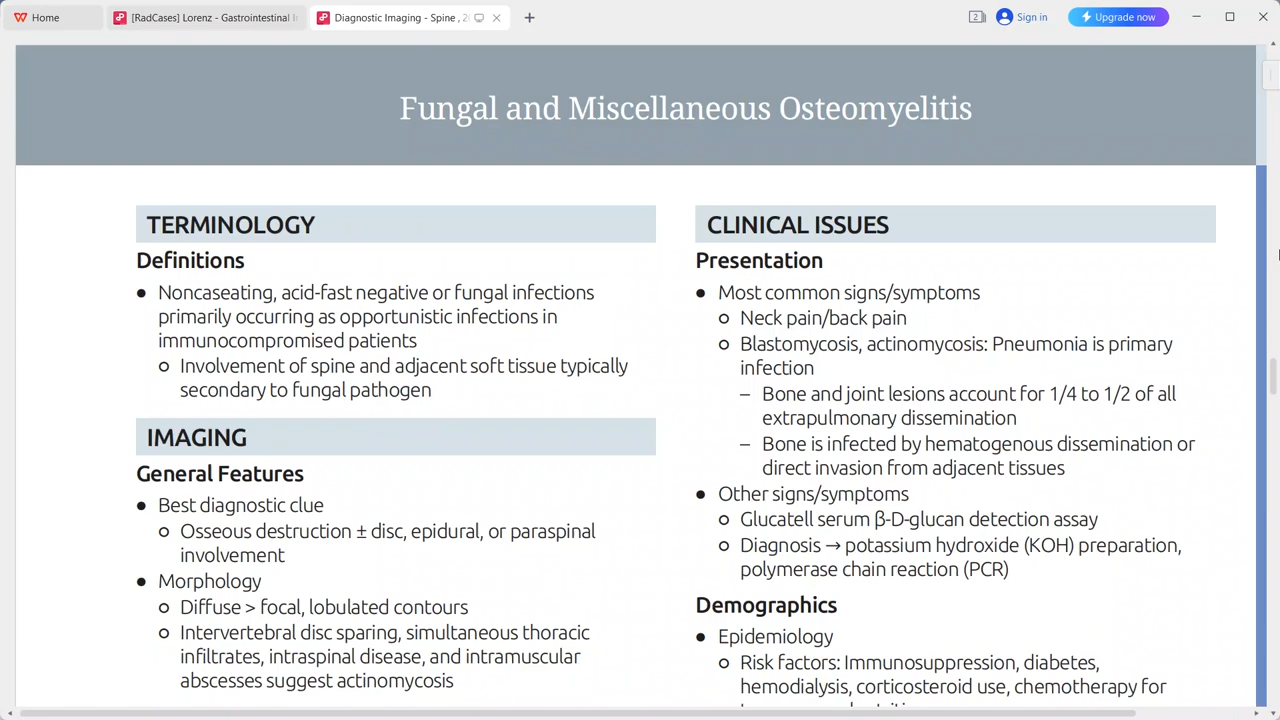 Home
[RadCases] Lorenz - Gastrointestinal
Diagnostic Imaging - Spine ,
2
Sign in
Upgrade now
Fungal and Miscellaneous Osteomyelitis
TERMINOLOGY
Definitions
● Noncaseating, acid-fast negative or fungal infections
primarily occurring as opportunistic infections in
immunocompromised patients
○ Involvement of spine and adjacent soft tissue typically
secondary to fungal pathogen
IMAGING
General Features
● Best diagnostic clue
○ Osseous destruction ± disc, epidural, or paraspinal
involvement
● Morphology
○ Diffuse > focal, lobulated contours
○ Intervertebral disc sparing, simultaneous thoracic
infiltrates, intraspinal disease, and intramuscular
abscesses suggest actinomycosis
CLINICAL ISSUES
Presentation
● Most common signs/symptoms
○ Neck pain/back pain
○ Blastomycosis, actinomycosis: Pneumonia is primary
infection
– Bone and joint lesions account for 1/4 to 1/2 of all
extrapulmonary dissemination
– Bone is infected by hematogenous dissemination or
direct invasion from adjacent tissues
● Other signs/symptoms
○ Glucatell serum β-D-glucan detection assay
○ Diagnosis → potassium hydroxide (KOH) preparation,
polymerase chain reaction (PCR)
Demographics
● Epidemiology
○ Risk factors: Immunosuppression, diabetes,
hemodialysis, corticosteroid use, chemotherapy for